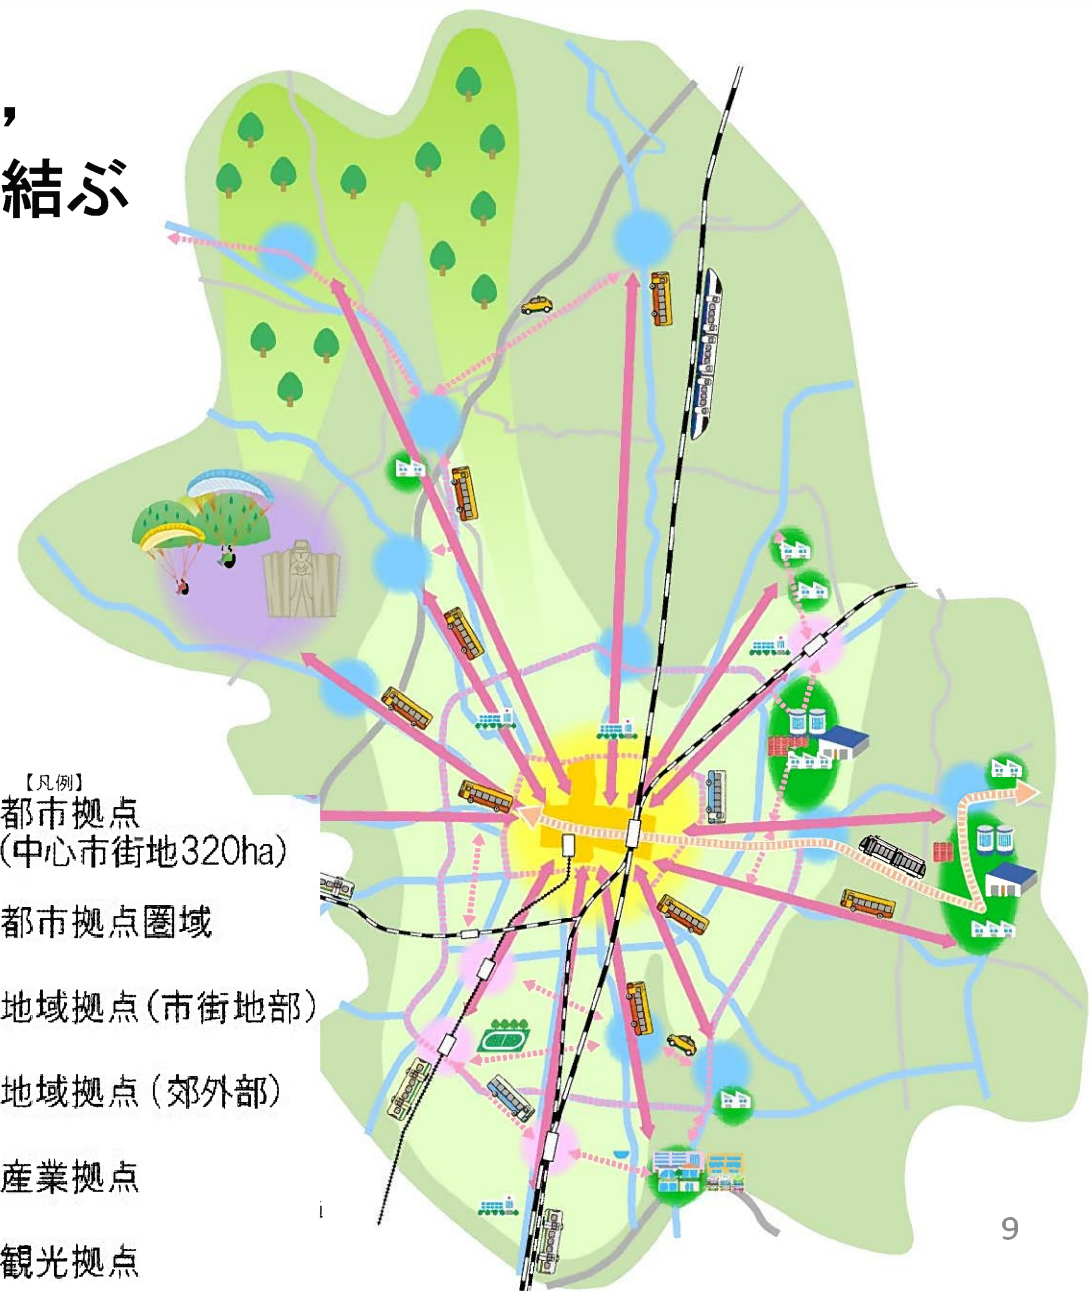 ，
結ぶ
【凡例】
都市拠点
(中心市街地320ha)
都市拠点圏域
地域拠点(市街地部)
地域拠点(郊外部)
産業拠点
観光拠点
9